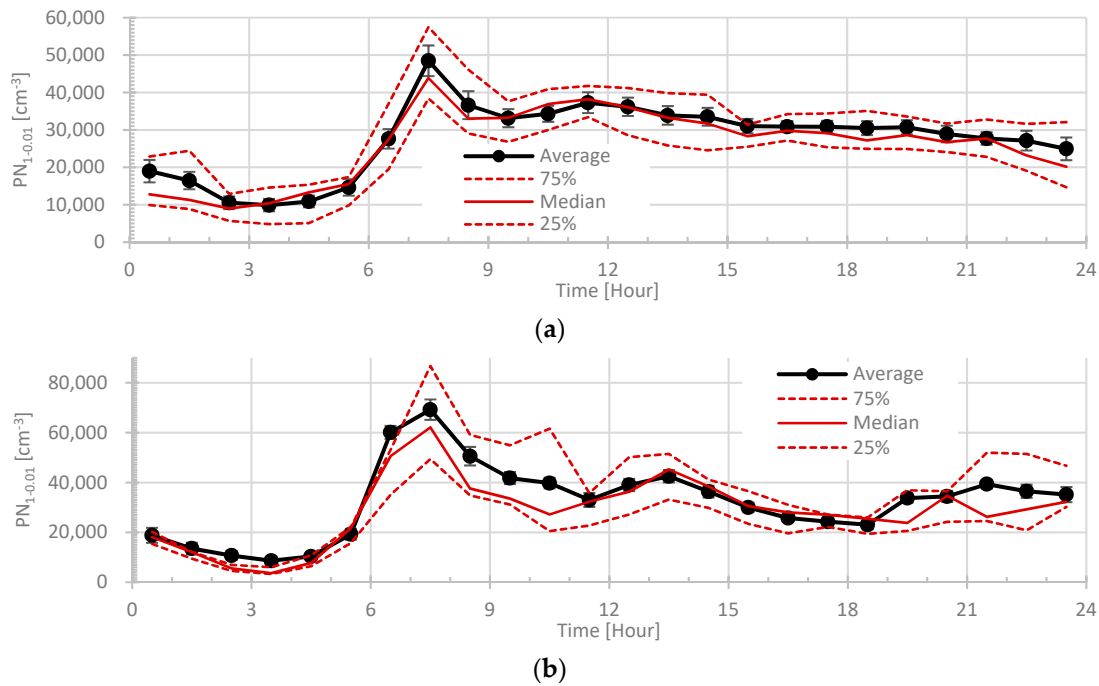 60,000
50,000
40,000
30,000
20,000
10,000
0
PN1-0.01 [cm-3]
Average
75%
Median
25%
0 3 6 9 12 15 18 21 24
Time [Hour]
(a)
80,000
60,000
40,000
20,000
0
PN1-0.01 [cm-3]
Average
75%
Median
25%
0 3 6 9 12 15 18 21 24
Time [Hour]
(b)